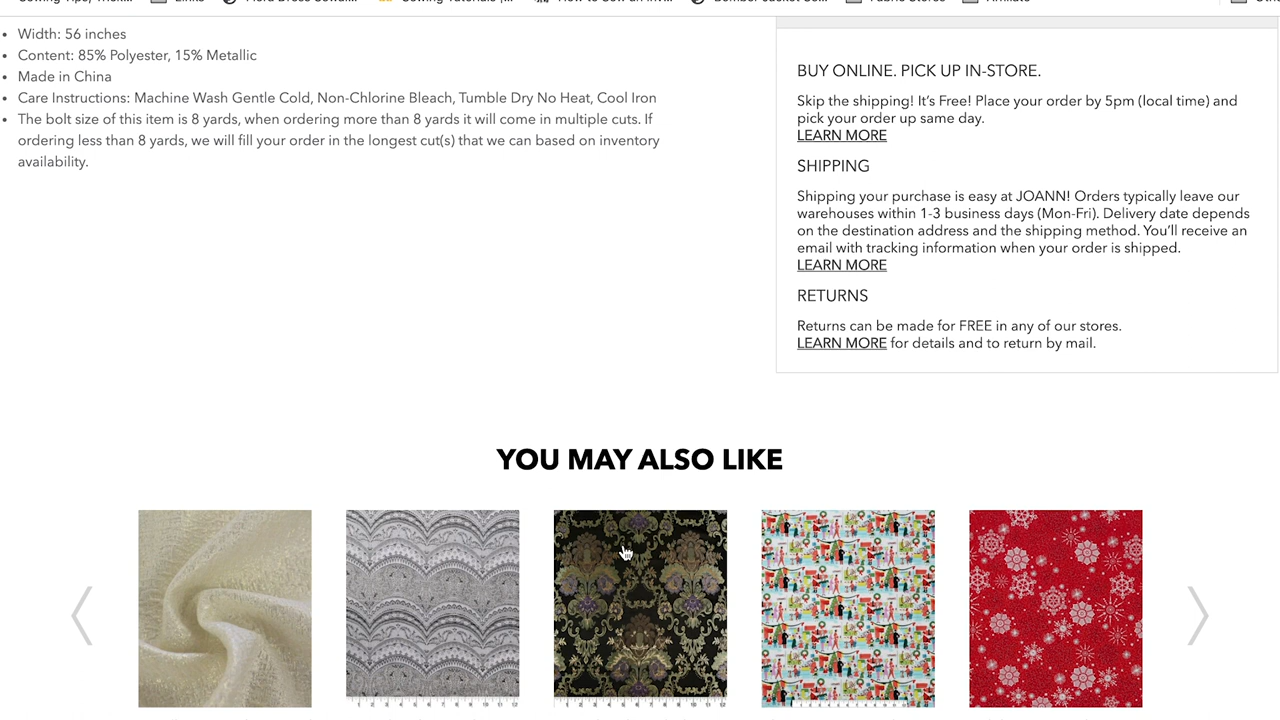 Width: 56 inches
Content: 85% Polyester, 15% Metallic
Made in China
Care Instructions: Machine Wash Gentle Cold, Non-Chlorine Bleach, Tumble Dry No Heat, Cool Iron
The bolt size of this item is 8 yards, when ordering more than 8 yards it will come in multiple cuts. If
ordering less than 8 yards, we will fill your order in the longest cut(s) that we can based on inventory
availability.
BUY ONLINE. PICK UP IN-STORE.
Skip the shipping! It’s Free! Place your order by 5pm (local time) and
pick your order up same day.
LEARN MORE
SHIPPING
Shipping your purchase is easy at JOANN! Orders typically leave our
warehouses within 1-3 business days (Mon-Fri). Delivery date depends
on the destination address and the shipping method. You’ll receive an
email with tracking information when your order is shipped.
LEARN MORE
RETURNS
Returns can be made for FREE in any of our stores.
LEARN MORE for details and to return by mail.
YOU MAY ALSO LIKE